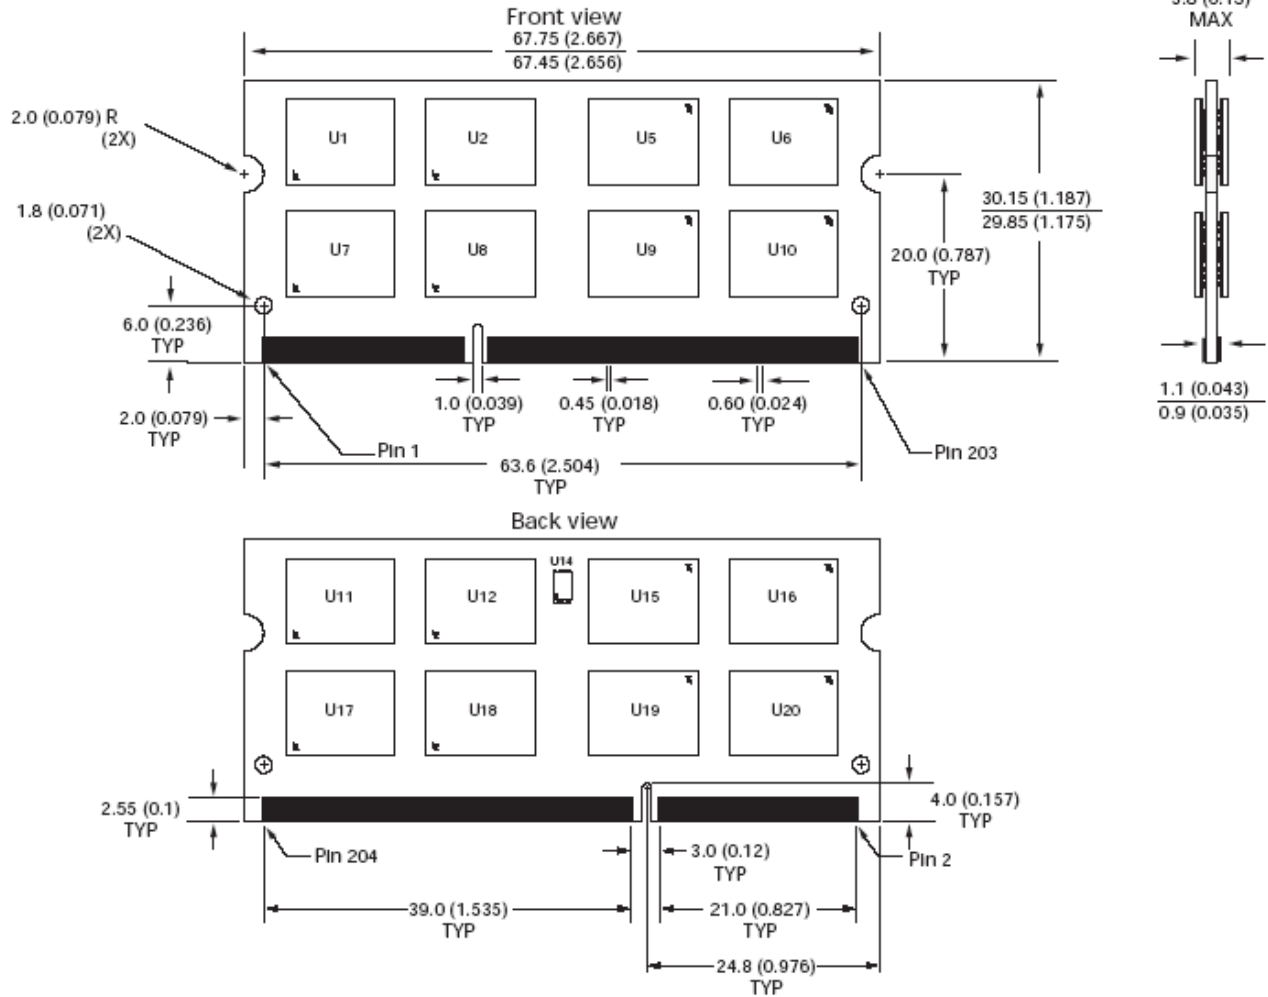 Front view
67.75 (2.667)
67.45 (2.656)
MAX
2.0 (0.079) R
(2X)
U1
U2
U5
U6
1.8 (0.071)
(2X)
U7
U8
U9
U10
30.15 (1.187)
29.85 (1.175)
20.0 (0.787)
TYP
6.0 (0.236)
TYP
2.0 (0.079)
TYP
1.0 (0.039)
TYP
0.45 (0.018)
TYP
0.60 (0.024)
TYP
1.1 (0.043)
0.9 (0.035)
Pin 1
63.6 (2.504)
TYP
Pin 203
Back view
U11
U12
U14
U15
U16
U17
U18
U19
U20
2.55 (0.1)
TYP
4.0 (0.157)
TYP
Pin 204
3.0 (0.12)
TYP
Pin 2
39.0 (1.535)
TYP
21.0 (0.827)
TYP
24.8 (0.976)
TYP